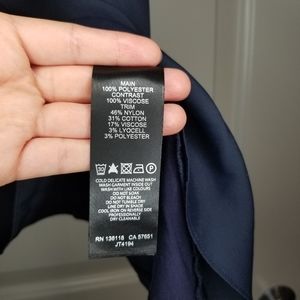 MAIN
100% POLYESTER
CONTRAST
100% VISCOSE
TRIM
46% NYLON
31% COTTON
17% VISCOSE
3% LYOCELL
3% POLYESTER
COLD DELICATE MACHINE WASH
WASH GARMENT INSIDE OUT
WASH WITH LIKE COLOURS
DO NOT SOAK
DO NOT BLEACH
DO NOT TUMBLE DRY
LINE DRY IN SHADE
COOL IRON ON REVERSE SIDE
PROFESSIONALLY
DRY CLEANABLE
RN 136118 CA 57651
JT4194